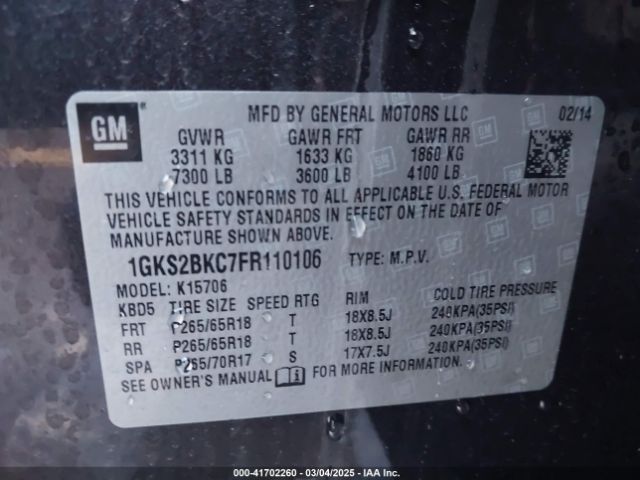 GM
MFD BY GENERAL MOTORS LLC 02/14
GVWR GAWR FRT GAWR RR
3311 KG 1633 KG 1860 KG
7300 LB 3600 LB 4100 LB
THIS VEHICLE CONFORMS TO ALL APPLICABLE U.S. FEDERAL MOTOR
VEHICLE SAFETY STANDARDS IN EFFECT ON THE DATE OF
MANUFACTURE SHOWN ABOVE.
1GKS2BKC7FR110106 TYPE: M.P.V.
MODEL: K15706
KBD5 TIRE SIZE SPEED RTG RIM COLD TIRE PRESSURE
FRT P265/65R18 T 18X8.5J 240KPA(35PSI)
RR P265/65R18 T 18X8.5J 240KPA(35PSI)
SPA P265/70R17 S 17X7.5J 240KPA(35PSI)
SEE OWNER'S MANUAL FOR MORE INFORMATION.
000-41702260 - 03/04/2025 - IAA Inc.